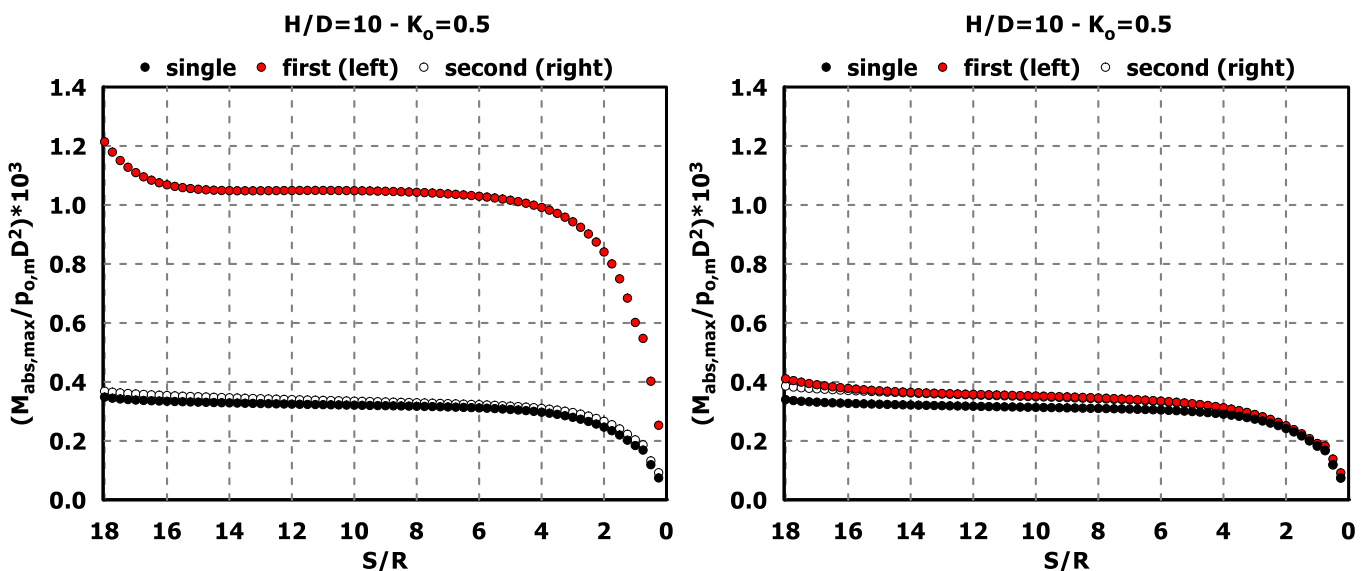 H/D=10 - Kₒ=0.5
● single ● first (left) ○ second (right)
(M_abs,max/p_o,mD²)*10³
1.4
1.2
1.0
0.8
0.6
0.4
0.2
0.0
18 16 14 12 10 8 6 4 2 0
S/R
H/D=10 - Kₒ=0.5
● single ● first (left) ○ second (right)
(M_abs,max/p_o,mD²)*10³
1.4
1.2
1.0
0.8
0.6
0.4
0.2
0.0
18 16 14 12 10 8 6 4 2 0
S/R